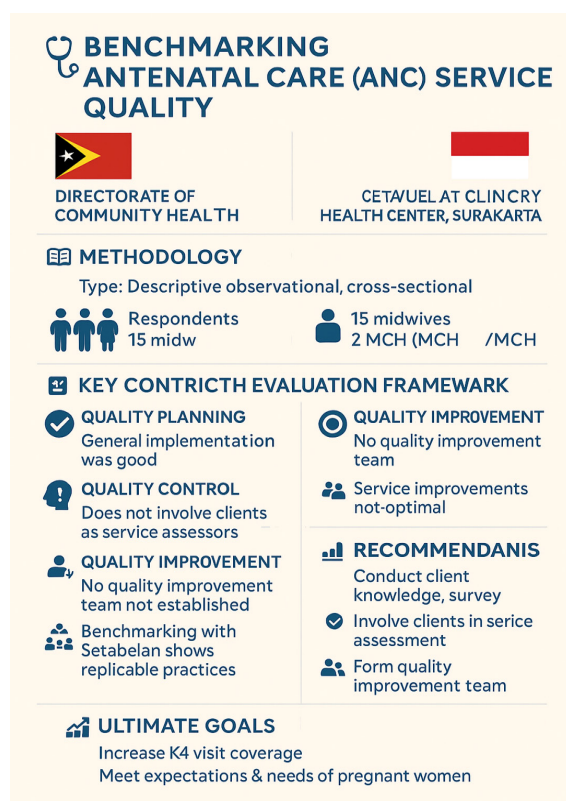 BENCHMARKING
ANTENATAL CARE (ANC) SERVICE
QUALITY
DIRECTORATE OF
COMMUNITY HEALTH
CETAVUEL AT CLINCRY
HEALTH CENTER, SURAKARTA
METHODOLOGY
Type: Descriptive observational, cross-sectional
Respondents
15 midw
15 midwives
2 MCH (MCH /MCH
KEY CONTRICTH EVALUATION FRAMEWARK
QUALITY PLANNING
General implementation
was good
QUALITY CONTROL
Does not involve clients
as service assessors
QUALITY IMPROVEMENT
No quality improvement
team not established
Benchmarking with
Setabelan shows
replicable practices
QUALITY IMPROVEMENT
No quality improvement
team
Service improvements
not-optimal
RECOMMENDANIS
Conduct client
knowledge, survey
Involve clients in serice
assessment
Form quality
improvement team
ULTIMATE GOALS
Increase K4 visit coverage
Meet expectations & needs of pregnant women